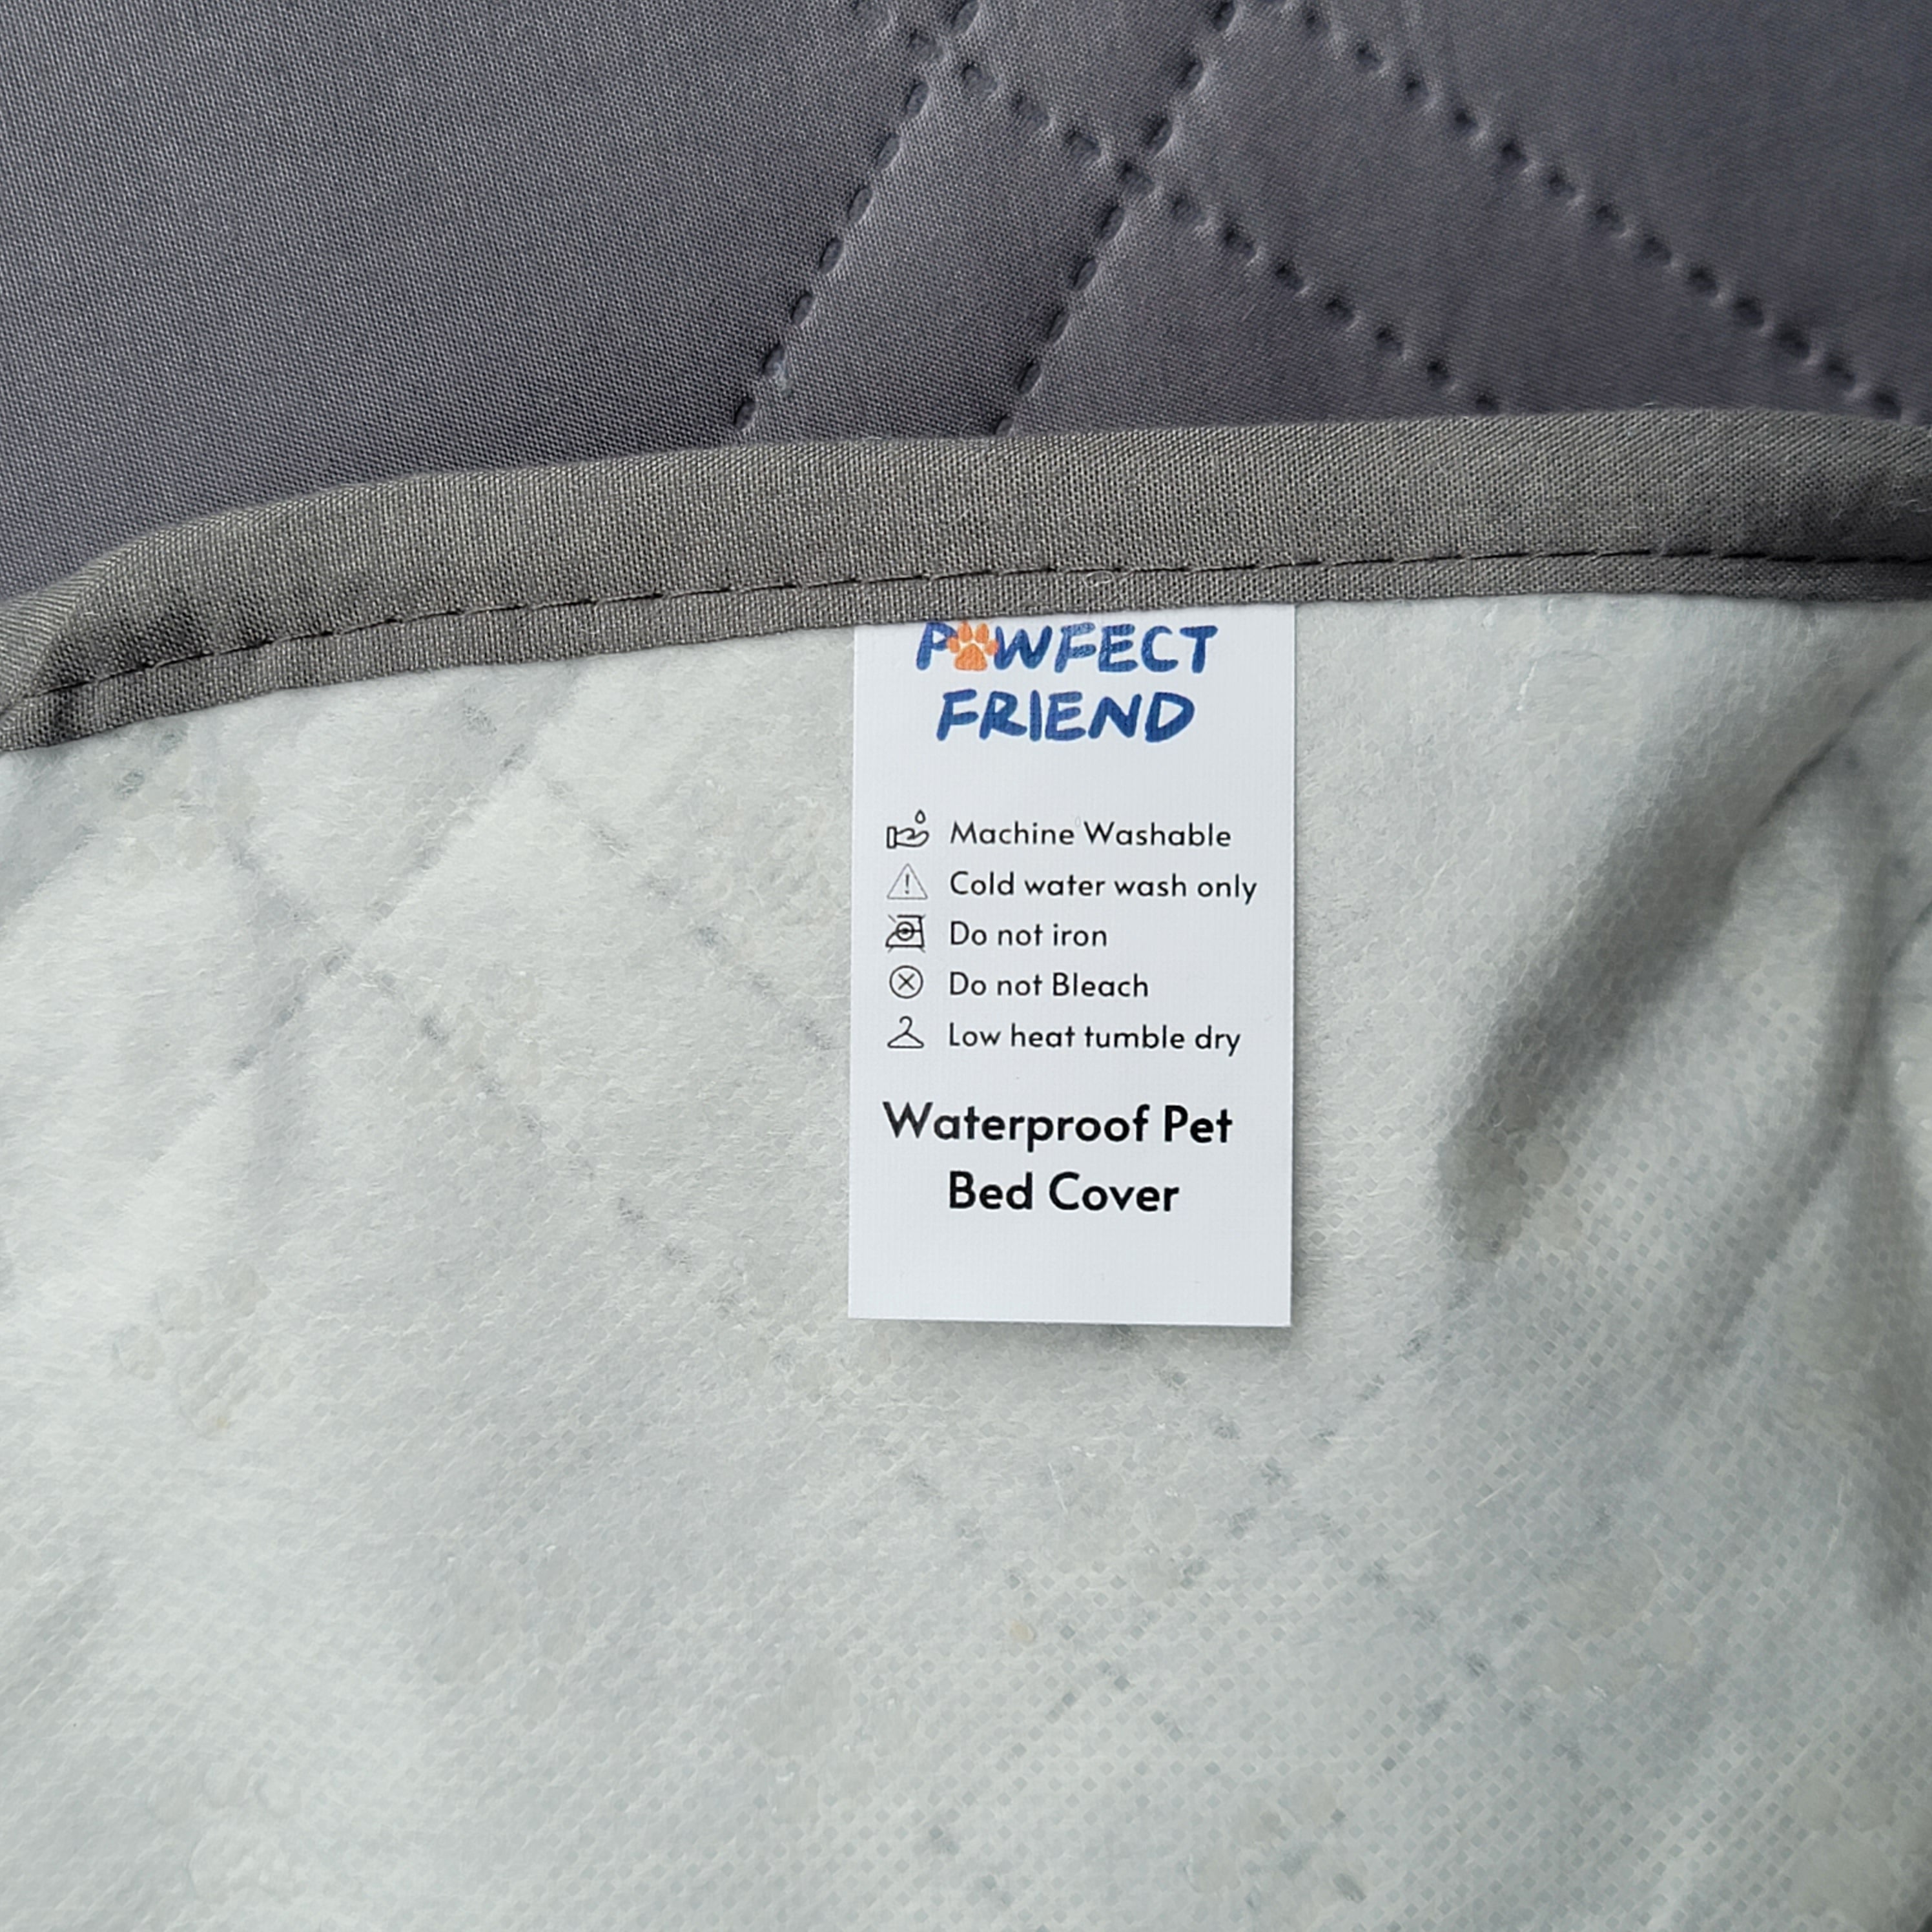 PAWFECT
FRIEND
Machine Washable
Cold water wash only
Do not iron
Do not Bleach
Low heat tumble dry
Waterproof Pet
Bed Cover